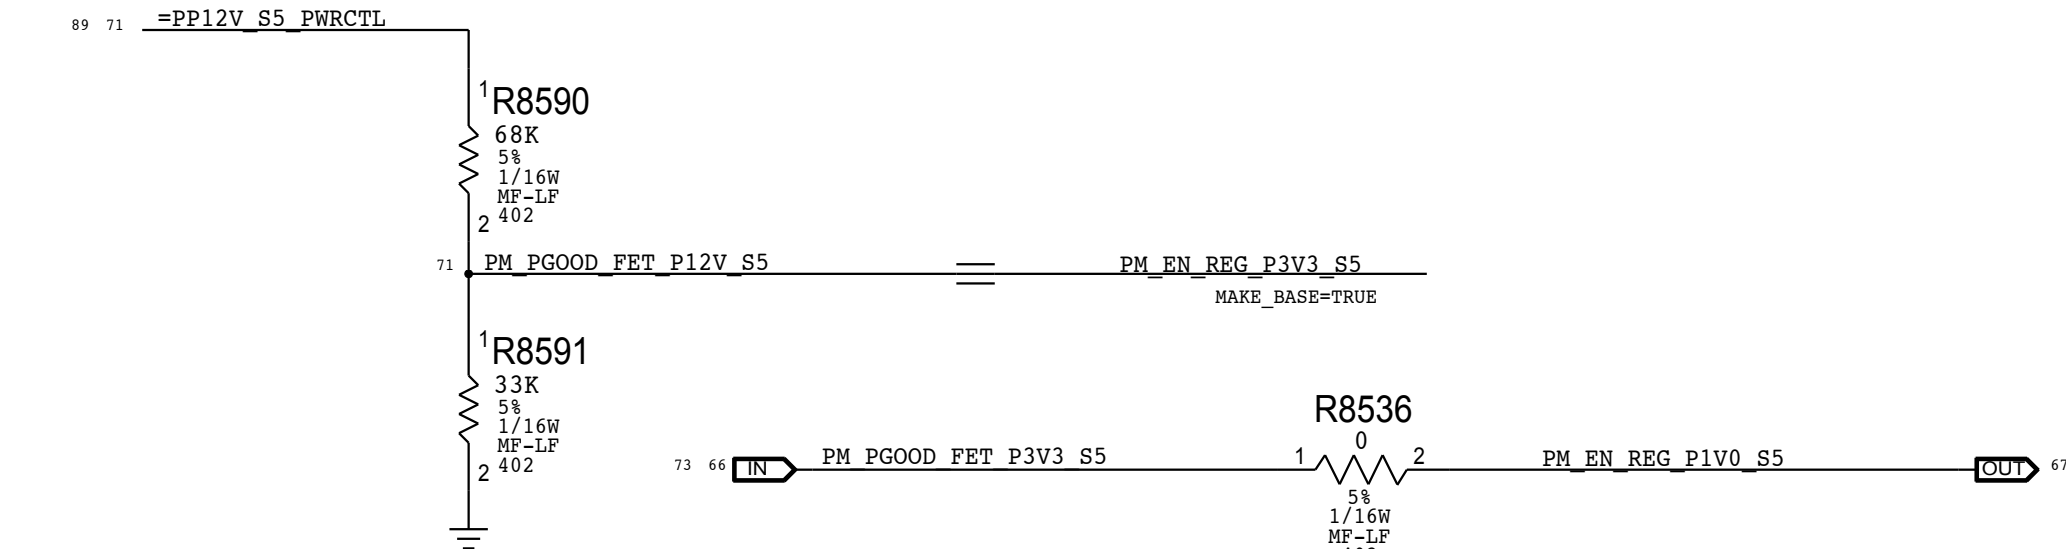 89 71 =PP12V_S5_PWRCTL
1
R8590
68K
5%
1/16W
MF-LF
402
2
71 PM_PGOOD_FET_P12V_S5
PM_EN_REG_P3V3_S5
MAKE_BASE=TRUE
1
R8591
33K
5%
1/16W
MF-LF
402
2
R8536
0
73 66 IN PM_PGOOD_FET_P3V3_S5 1 2 PM_EN_REG_P1V0_S5 OUT 67
5%
1/16W
MF-LF